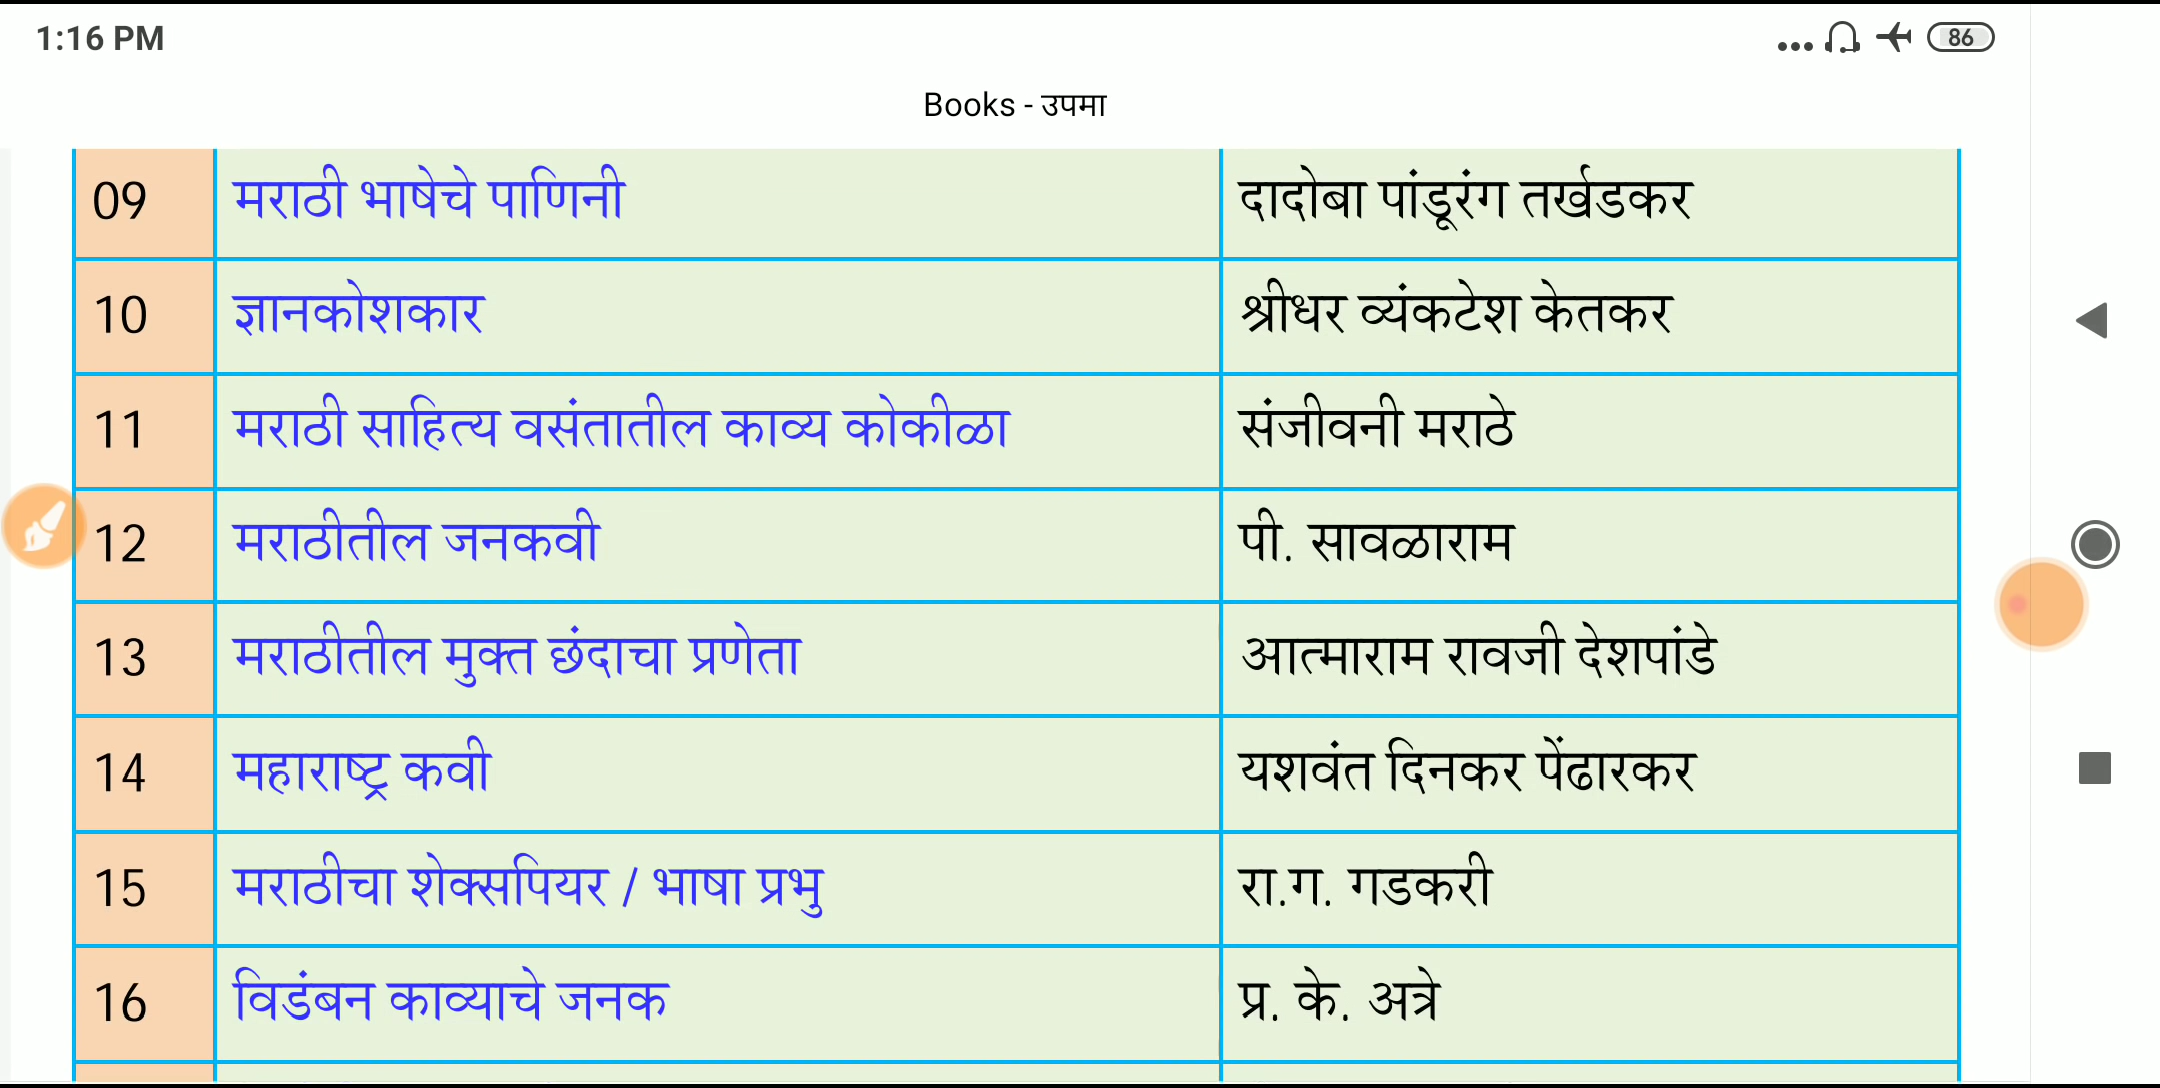 1:16 PM
86
Books - उपमा
09 मराठी भाषेचे पाणिनी दादोबा पांडूरंग तर्खडकर
10 ज्ञानकोशकार श्रीधर व्यंकटेश केतकर
11 मराठी साहित्य वसंतातील काव्य कोकीळा संजीवनी मराठे
12 मराठीतील जनकवी पी. सावळाराम
13 मराठीतील मुक्त छंदाचा प्रणेता आत्माराम रावजी देशपांडे
14 महाराष्ट्र कवी यशवंत दिनकर पेंढारकर
15 मराठीचा शेक्सपियर / भाषा प्रभु रा.ग. गडकरी
16 विडंबन काव्याचे जनक प्र. के. अत्रे